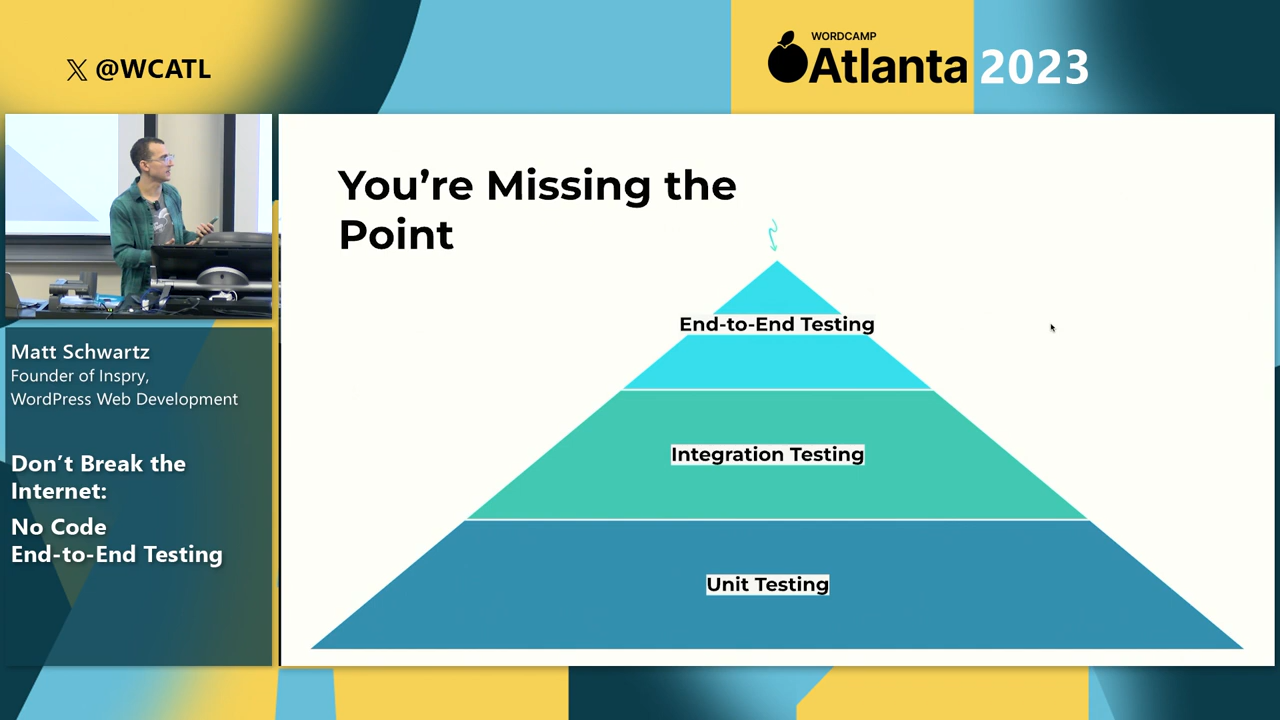 𝕏 @WCATL
WORDCAMP
Atlanta 2023
You're Missing the
Point
End-to-End Testing
Integration Testing
Unit Testing
Matt Schwartz
Founder of Inspry,
WordPress Web Development
Don't Break the
Internet:
No Code
End-to-End Testing